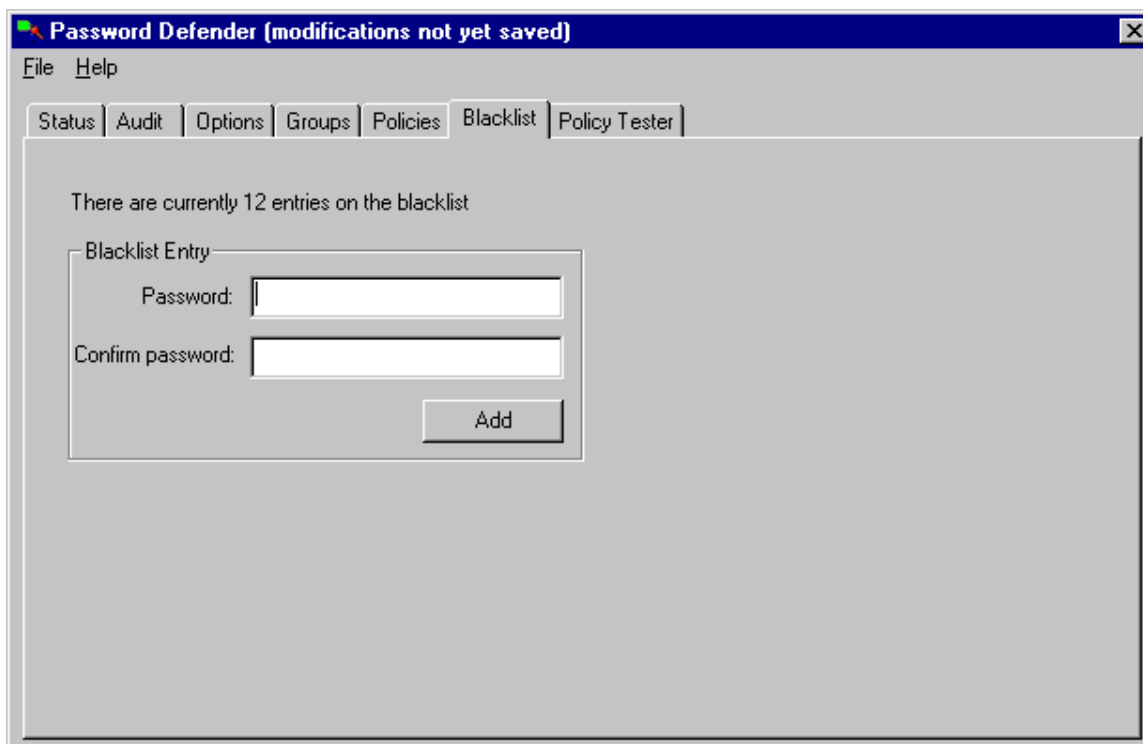 Password Defender (modifications not yet saved)
File Help
Status Audit Options Groups Policies Blacklist Policy Tester
There are currently 12 entries on the blacklist
Blacklist Entry
Password:
Confirm password:
Add